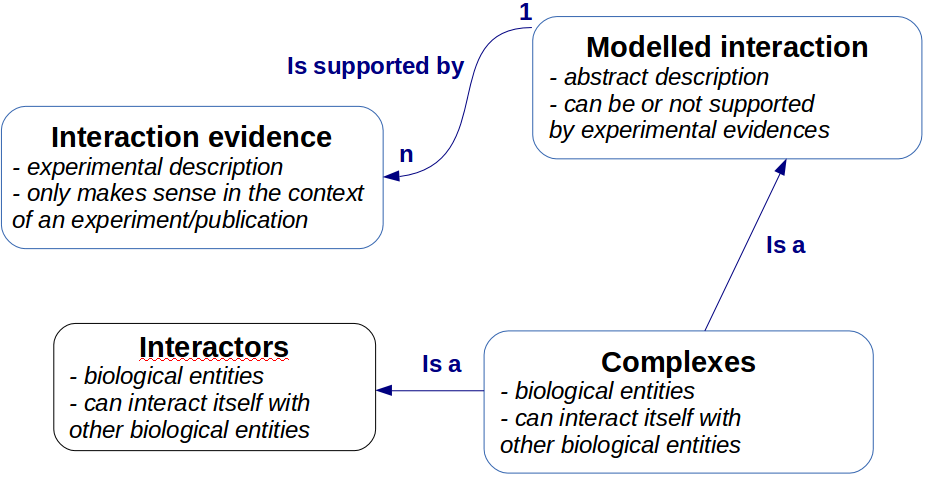 1
Is supported by
n
Modelled interaction
- abstract description
- can be or not supported
by experimental evidences
Interaction evidence
- experimental description
- only makes sense in the context
of an experiment/publication
Is a
Interactors
- biological entities
- can interact itself with
other biological entities
Is a
Complexes
- biological entities
- can interact itself with
other biological entities